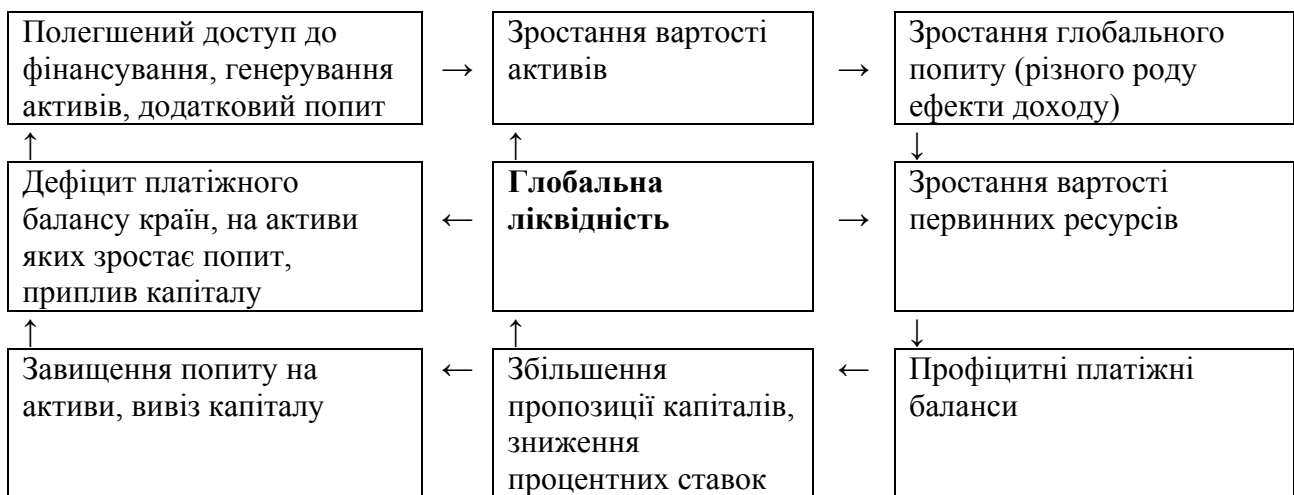 Полегшений доступ до
фінансування, генерування
активів, додатковий попит
→
Зростання вартості
активів
→
Зростання глобального
попиту (різного роду
ефекти доходу)
↑
↑
↓
Дефіцит платіжного
балансу країн, на активи
яких зростає попит,
приплив капіталу
←
Глобальна
ліквідність
→
Зростання вартості
первинних ресурсів
↑
↑
↓
Завищення попиту на
активи, вивіз капіталу
←
Збільшення
пропозиції капіталів,
зниження
процентних ставок
←
Профіцитні платіжні
баланси